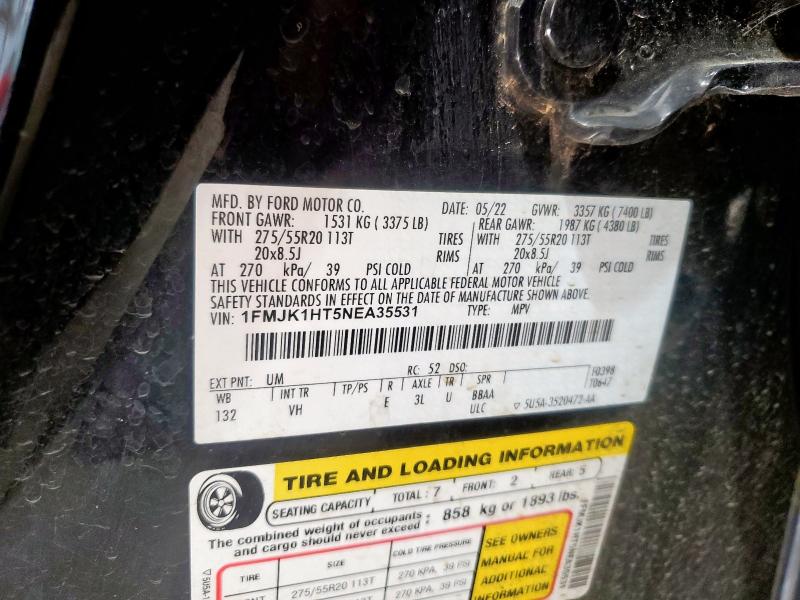 MFD. BY FORD MOTOR CO. DATE: 05/22 GVWR: 3357 KG ( 7400 LB)
FRONT GAWR: 1531 KG ( 3375 LB) REAR GAWR: 1987 KG ( 4380 LB)
WITH 275/55R20 113T TIRES WITH 275/55R20 113T TIRES
20x8.5J RIMS 20x8.5J RIMS
AT 270 kPa/ 39 PSI COLD AT 270 kPa/ 39 PSI COLD
THIS VEHICLE CONFORMS TO ALL APPLICABLE FEDERAL MOTOR VEHICLE
SAFETY STANDARDS IN EFFECT ON THE DATE OF MANUFACTURE SHOWN ABOVE.
VIN: 1FMJK1HT5NEA35531 TYPE: MPV
EXT PNT: UM RC: 52 DSO: F0398
T0647
WB INT TR TP/PS R AXLE TR SPR
132 VH E 3L U BBAA
ULC ▽ 5U5A-3520472-AA
TIRE AND LOADING INFORMATION
SEATING CAPACITY TOTAL: 7 FRONT: 2 REAR: 5
The combined weight of occupants
and cargo should never exceed : 858 kg or 1893 lbs.
TIRE SIZE COLD TIRE PRESSURE
275/55R20 113T 270 KPA, 39 PSI
SEE OWNERS
MANUAL FOR
ADDITIONAL
INFORMATION